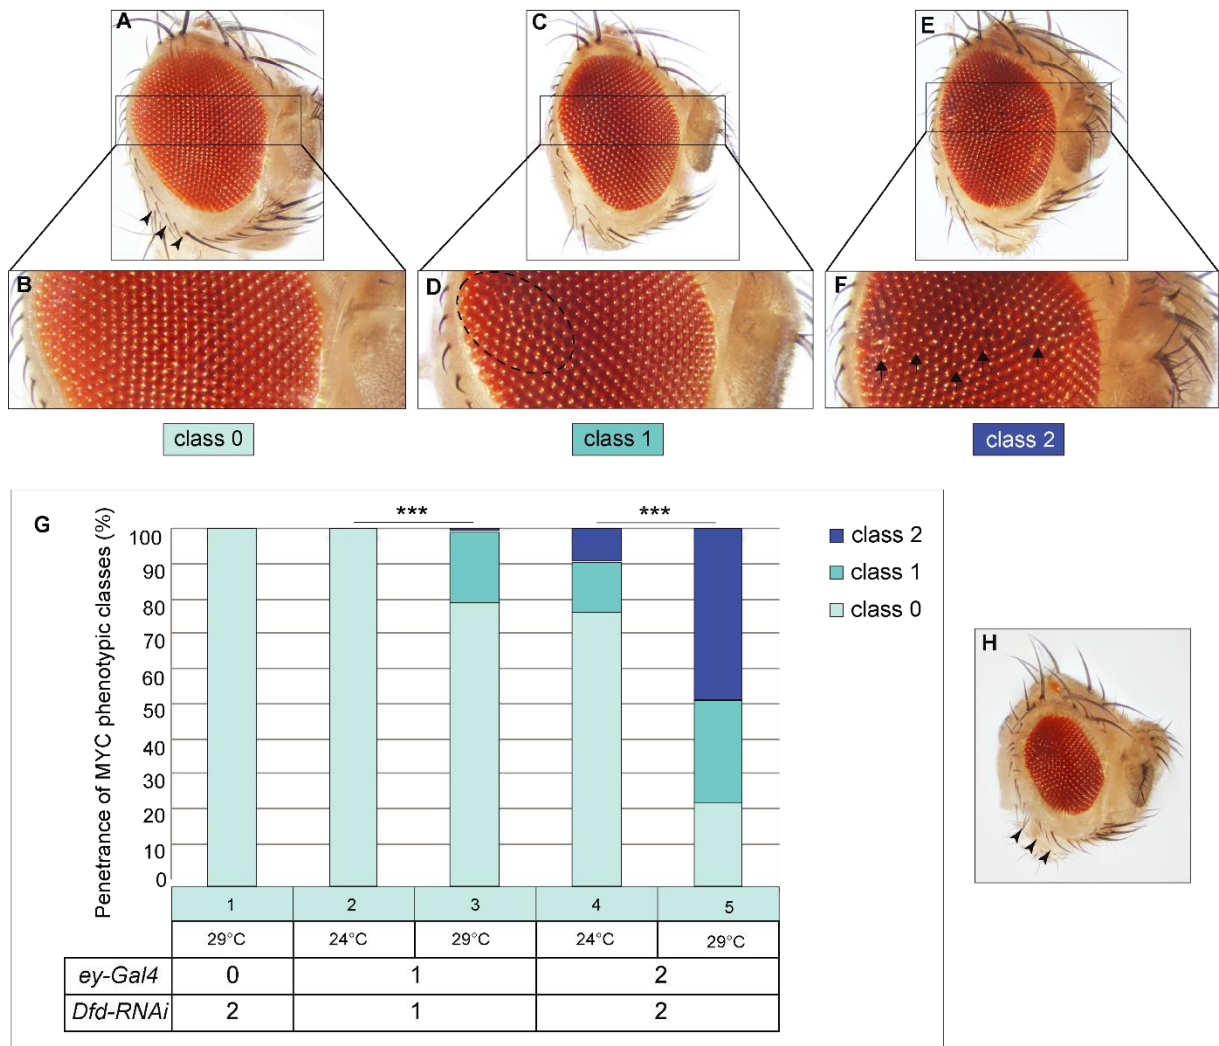 A
C
E
B
D
F
class 0
class 1
class 2
G
*** ***
Penetrance of MYC phenotypic classes (%)
100
90
80
70
60
50
40
30
20
10
0
class 2
class 1
class 0
H
1 2 3 4 5
29°C 24°C 29°C 24°C 29°C
ey-Gal4 0 1 2
Dfd-RNAi 2 1 2